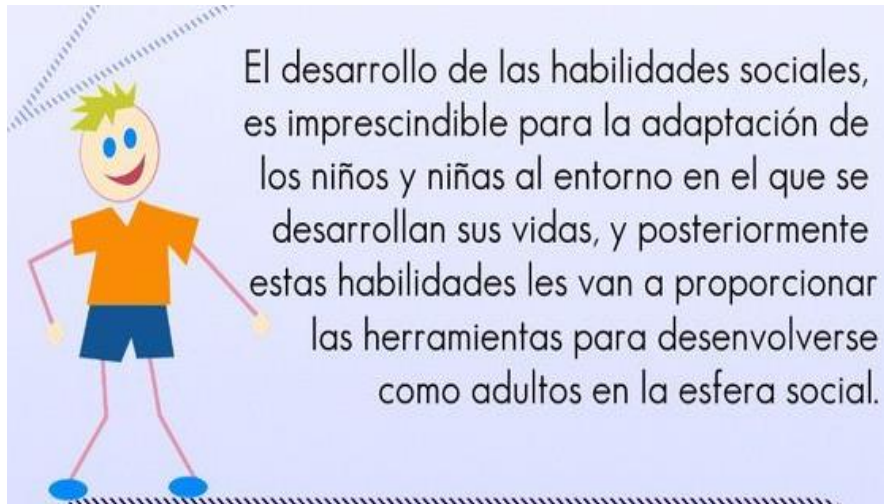 El desarrollo de las habilidades sociales,
es imprescindible para la adaptación de
los niños y niñas al entorno en el que se
desarrollan sus vidas, y posteriormente
estas habilidades les van a proporcionar
las herramientas para desenvolverse
como adultos en la esfera social.